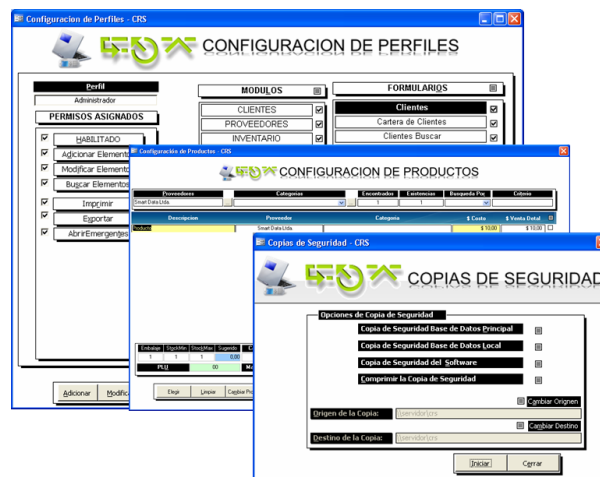 Configuracion de Perfiles - CRS
CONFIGURACION DE PERFILES
Perfil
Administrador
PERMISOS ASIGNADOS
HABILITADO
Adicionar Elemento
Modificar Elemento
Buscar Elementos
Imprimir
Exportar
AbrirEmergentes
Adicionar
MODULOS
CLIENTES
PROVEEDORES
INVENTARIO
FORMULARIOS
Clientes
Cartera de Clientes
Clientes Buscar
Configuración de Productos - CRS
CONFIGURACION DE PRODUCTOS
Proveedores Categorias Encontrados Existencias Busqueda Por Criterio
Smart Data Ltda. 1 1
Descripcion Proveedor Categoria $ Costo $ Venta Detal
Producto Smart Data Ltda. $ 10,00 $ 10,00
Embalaje StockMin StockMax Sugerido
1 1 1 0,00
PLU 00
Elegir Limpiar
Copias de Seguridad - CRS
COPIAS DE SEGURIDAD
Opciones de Copia de Seguridad
Copia de Seguridad Base de Datos Principal
Copia de Seguridad Base de Datos Local
Copia de Seguridad del Software
Comprimir la Copia de Seguridad
Cambiar Orignen
Origen de la Copia: \\servidor\crs
Cambiar Destino
Destino de la Copia: \\servidor\crs
Iniciar Cerrar